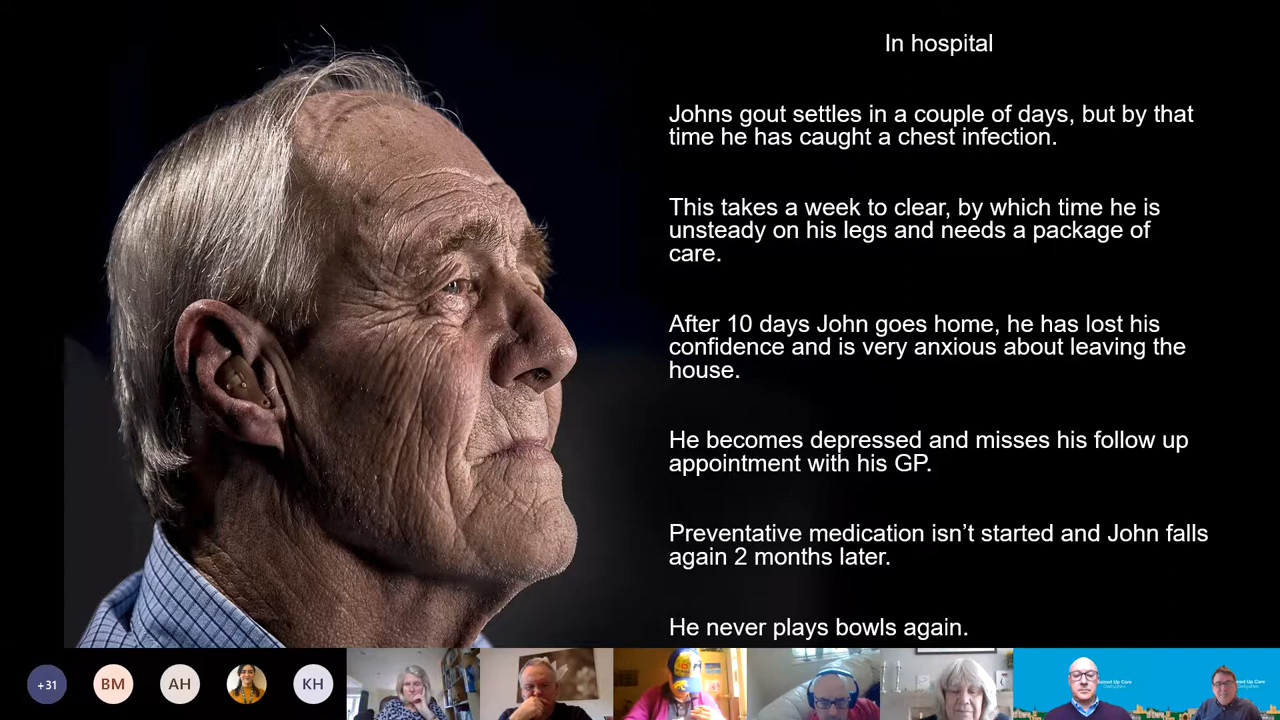 In hospital
Johns gout settles in a couple of days, but by that
time he has caught a chest infection.
This takes a week to clear, by which time he is
unsteady on his legs and needs a package of
care.
After 10 days John goes home, he has lost his
confidence and is very anxious about leaving the
house.
He becomes depressed and misses his follow up
appointment with his GP.
Preventative medication isn’t started and John falls
again 2 months later.
He never plays bowls again.
+31
BM
AH
KH
Up Care
Up Care